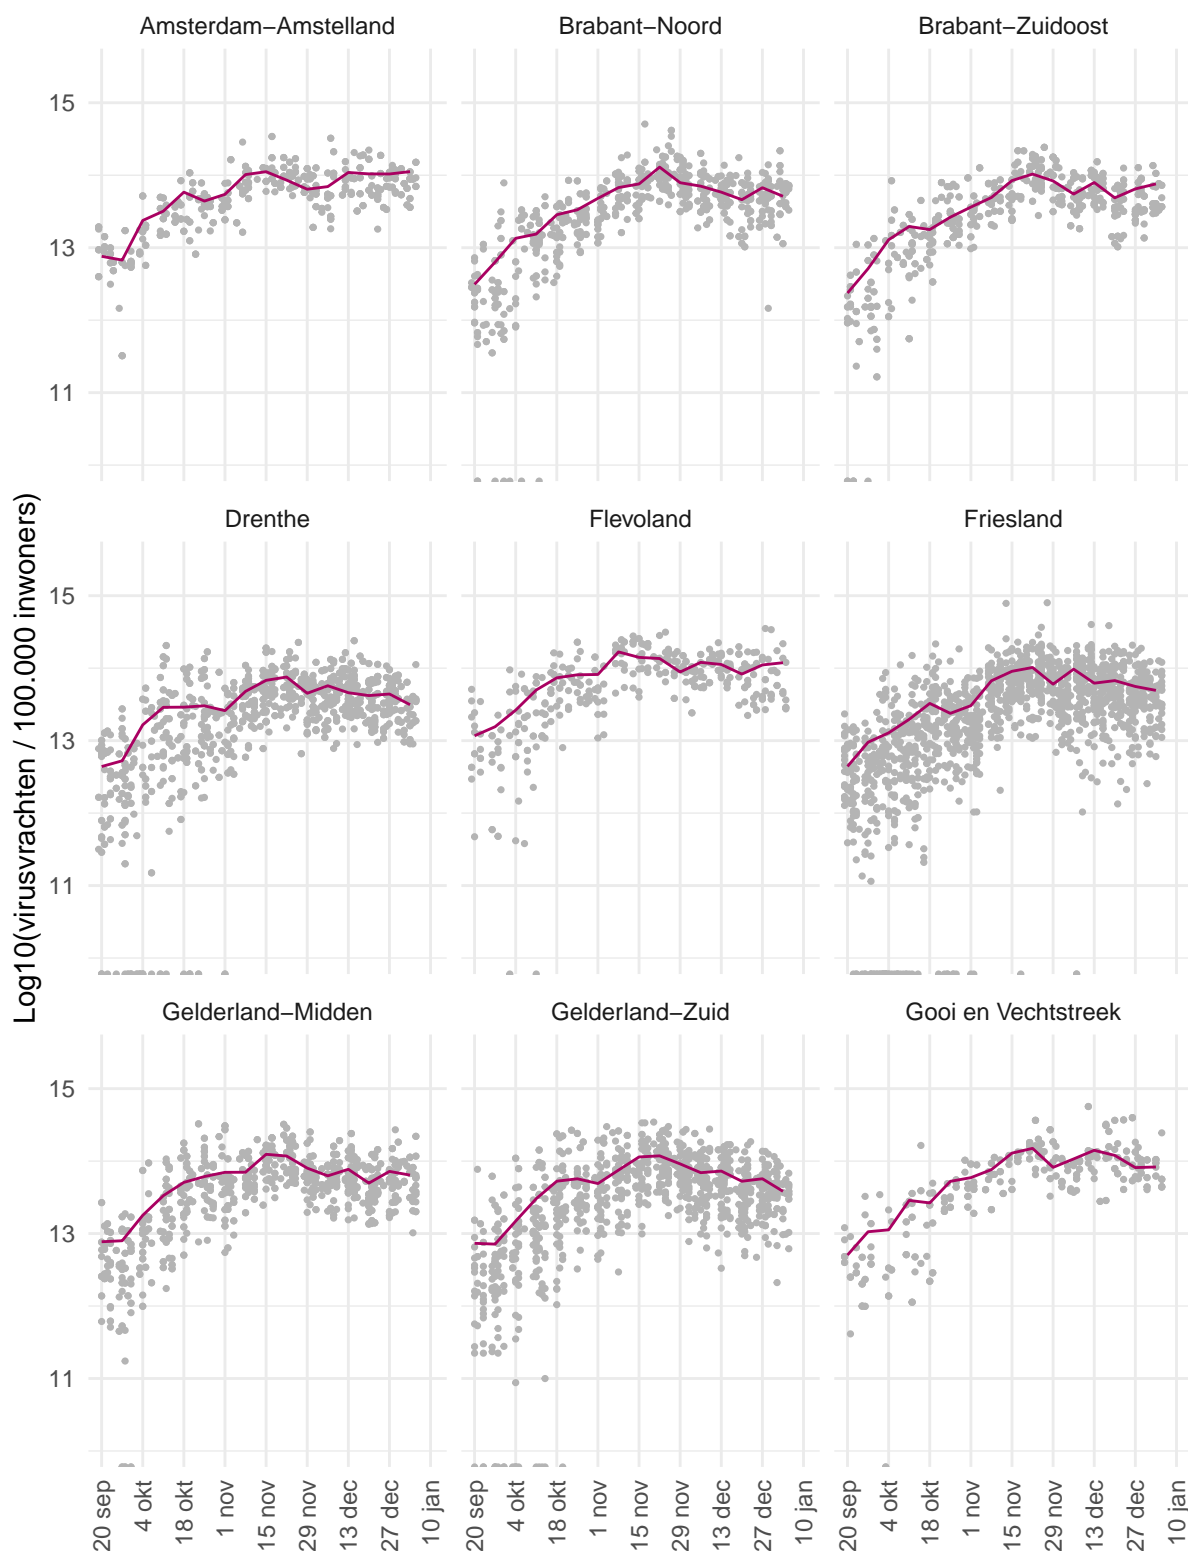 Amsterdam−Amstelland
Brabant−Noord
Brabant−Zuidoost
15
13
11
Drenthe
Flevoland
Friesland
15
13
11
Log10(virusvrachten / 100.000 inwoners)
Gelderland−Midden
Gelderland−Zuid
Gooi en Vechtstreek
15
13
11
20 sep
4 okt
18 okt
1 nov
15 nov
29 nov
13 dec
27 dec
10 jan
20 sep
4 okt
18 okt
1 nov
15 nov
29 nov
13 dec
27 dec
10 jan
20 sep
4 okt
18 okt
1 nov
15 nov
29 nov
13 dec
27 dec
10 jan